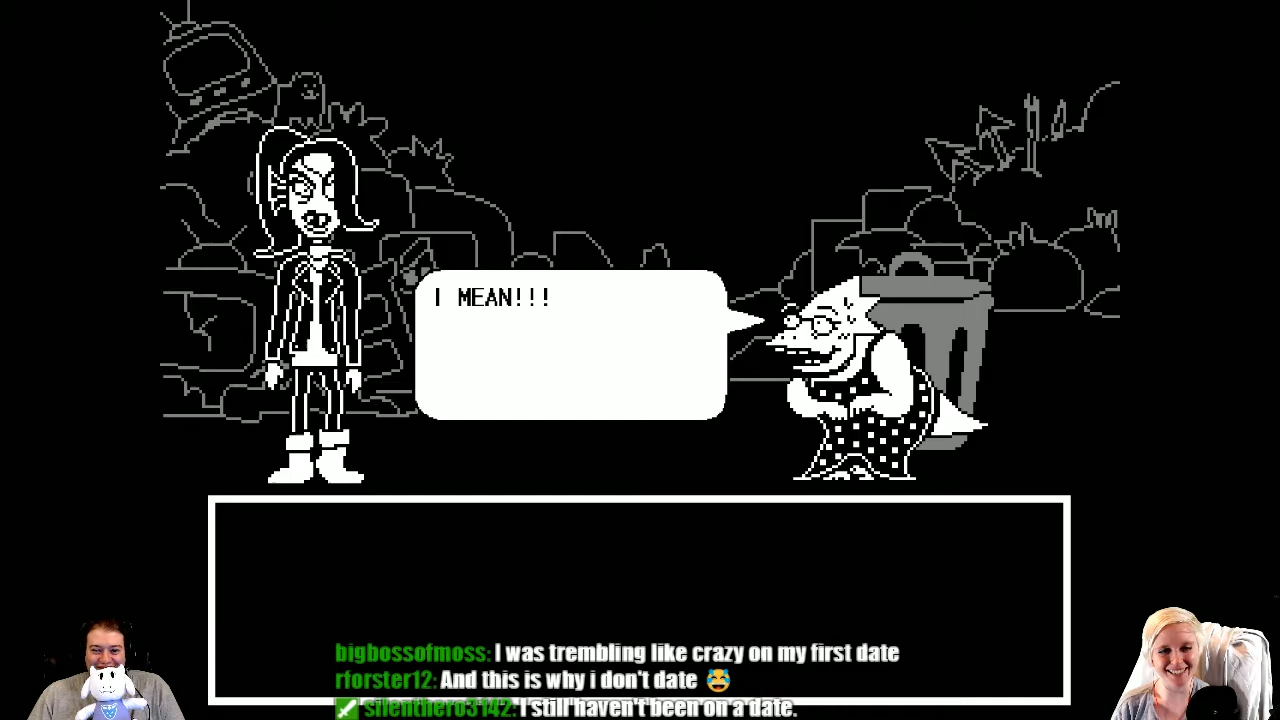 I MEAN!!!
bigbossofmoss: I was trembling like crazy on my first date
rforster12: And this is why i don't date 😂
silenthero3142: I still haven't been on a date.